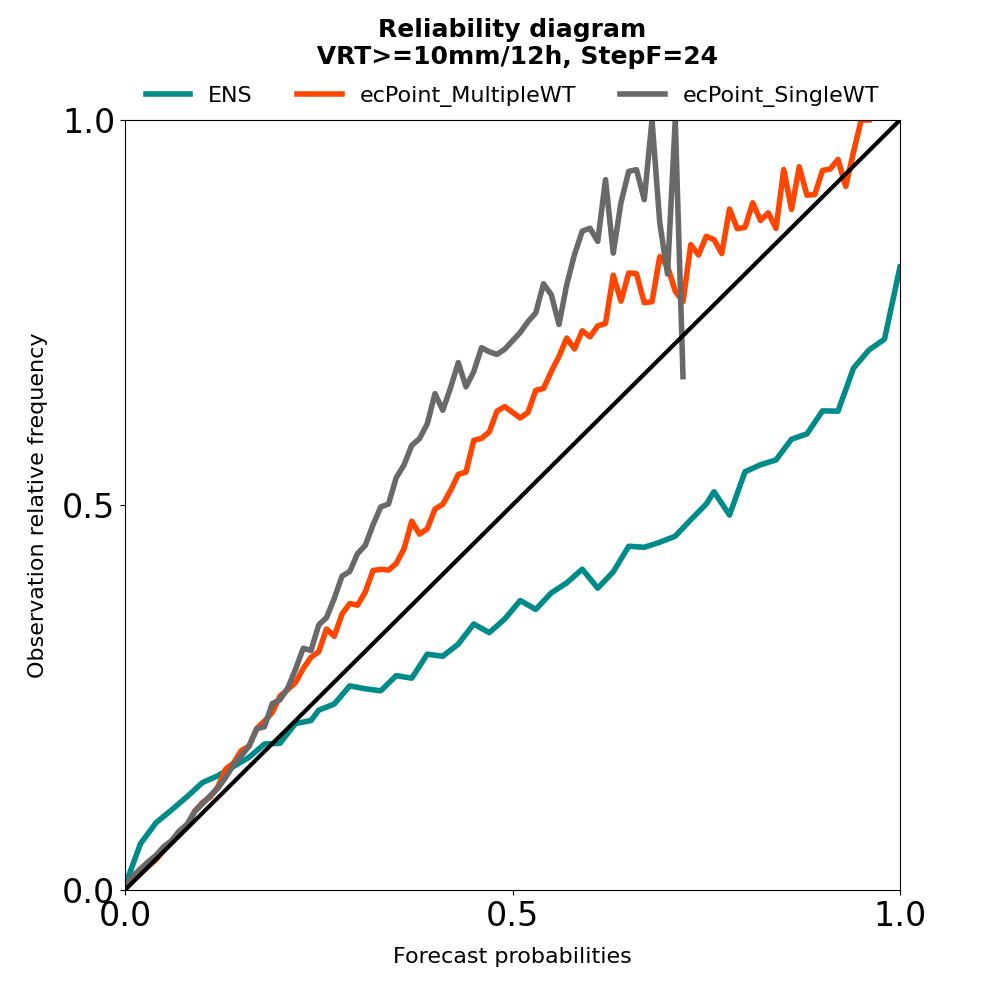 Reliability diagram
VRT>=10mm/12h, StepF=24
ENS ecPoint_MultipleWT ecPoint_SingleWT
1.0
0.5
0.0
0.0 0.5 1.0
Observation relative frequency
Forecast probabilities